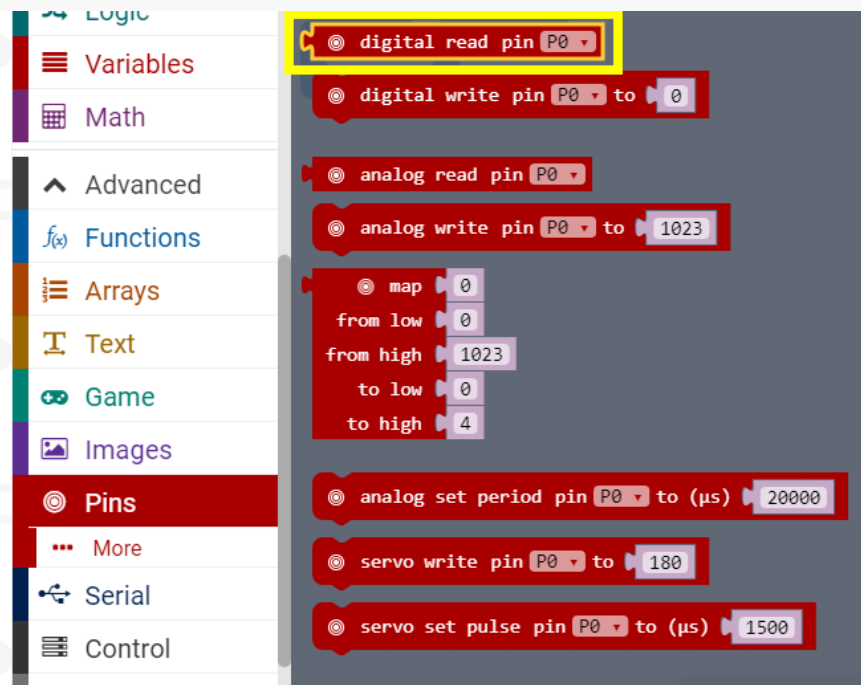 Logic
Variables
Math
Advanced
f(x) Functions
Arrays
Text
Game
Images
Pins
More
Serial
Control
digital read pin P0
digital write pin P0 to 0
analog read pin P0
analog write pin P0 to 1023
map 0
from low 0
from high 1023
to low 0
to high 4
analog set period pin P0 to (µs) 20000
servo write pin P0 to 180
servo set pulse pin P0 to (µs) 1500